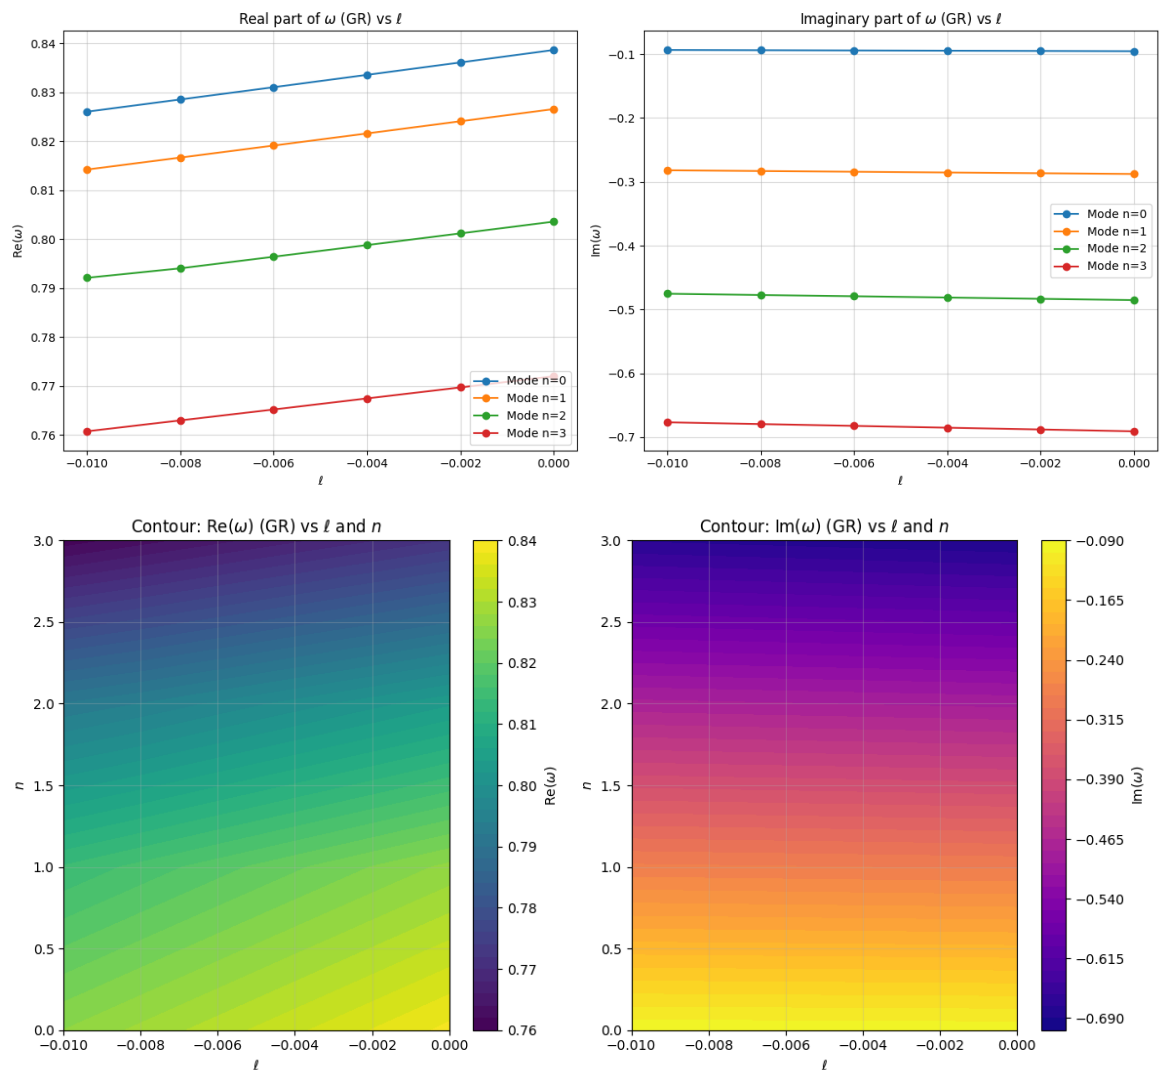 Real part of ω (GR) vs ℓ
0.84
0.83
0.82
0.81
0.80
0.79
0.78
0.77
0.76
Re(ω)
Mode n=0
Mode n=1
Mode n=2
Mode n=3
−0.010 −0.008 −0.006 −0.004 −0.002 0.000
ℓ
Imaginary part of ω (GR) vs ℓ
−0.1
−0.2
−0.3
−0.4
−0.5
−0.6
−0.7
Im(ω)
Mode n=0
Mode n=1
Mode n=2
Mode n=3
−0.010 −0.008 −0.006 −0.004 −0.002 0.000
ℓ
Contour: Re(ω) (GR) vs ℓ and n
3.0
2.5
2.0
1.5
1.0
0.5
0.0
n
−0.010 −0.008 −0.006 −0.004 −0.002 0.000
ℓ
0.84
0.83
0.82
0.81
0.80
0.79
0.78
0.77
0.76
Re(ω)
Contour: Im(ω) (GR) vs ℓ and n
3.0
2.5
2.0
1.5
1.0
0.5
0.0
n
−0.010 −0.008 −0.006 −0.004 −0.002 0.000
ℓ
−0.090
−0.165
−0.240
−0.315
−0.390
−0.465
−0.540
−0.615
−0.690
Im(ω)